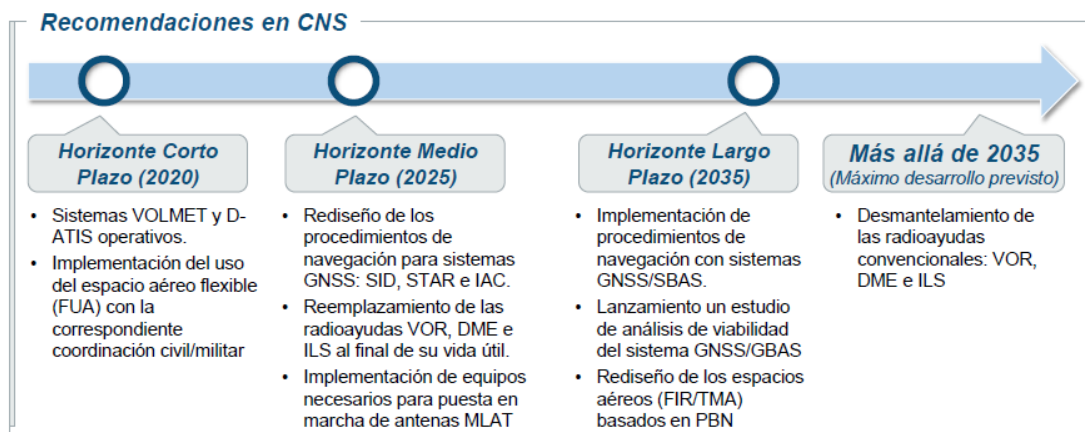 Recomendaciones en CNS
Horizonte Corto
Plazo (2020)
• Sistemas VOLMET y D-
ATIS operativos.
• Implementación del uso
del espacio aéreo flexible
(FUA) con la
correspondiente
coordinación civil/militar
Horizonte Medio
Plazo (2025)
• Rediseño de los
procedimientos de
navegación para sistemas
GNSS: SID, STAR e IAC.
• Reemplazamiento de las
radioayudas VOR, DME e
ILS al final de su vida útil.
• Implementación de equipos
necesarios para puesta en
marcha de antenas MLAT
Horizonte Largo
Plazo (2035)
• Implementación de
procedimientos de
navegación con sistemas
GNSS/SBAS.
• Lanzamiento un estudio
de análisis de viabilidad
del sistema GNSS/GBAS
• Rediseño de los espacios
aéreos (FIR/TMA)
basados en PBN
Más allá de 2035
(Máximo desarrollo previsto)
• Desmantelamiento de
las radioayudas
convencionales: VOR,
DME e ILS